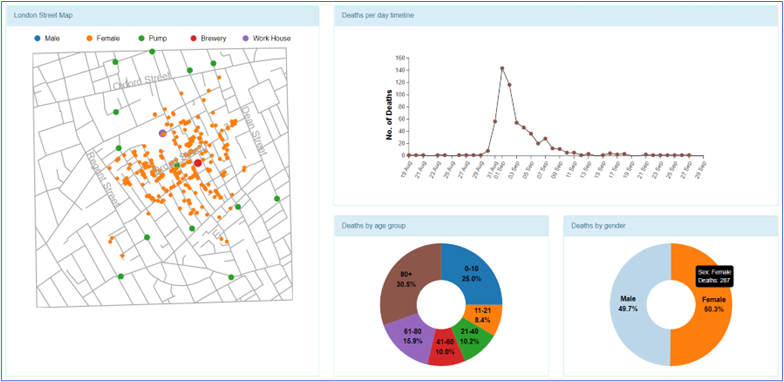 London Street Map
Male Female Pump Brewery Work House
Oxford Street
Dean Street
Regent Street
Deaths per day timeline
No. of Deaths
160
140
120
100
80
60
40
20
0
19 Aug 21 Aug 23 Aug 25 Aug 27 Aug 29 Aug 31 Aug 01 Sep 03 Sep 05 Sep 07 Sep 09 Sep 11 Sep 13 Sep 15 Sep 17 Sep 19 Sep 21 Sep 23 Sep 25 Sep 27 Sep 29 Sep
Deaths by age group
80+
30.5%
0-10
25.0%
11-21
8.4%
21-40
10.2%
41-60
10.0%
61-80
15.9%
Deaths by gender
Sex: Female
Deaths: 287
Male
49.7%
Female
50.3%